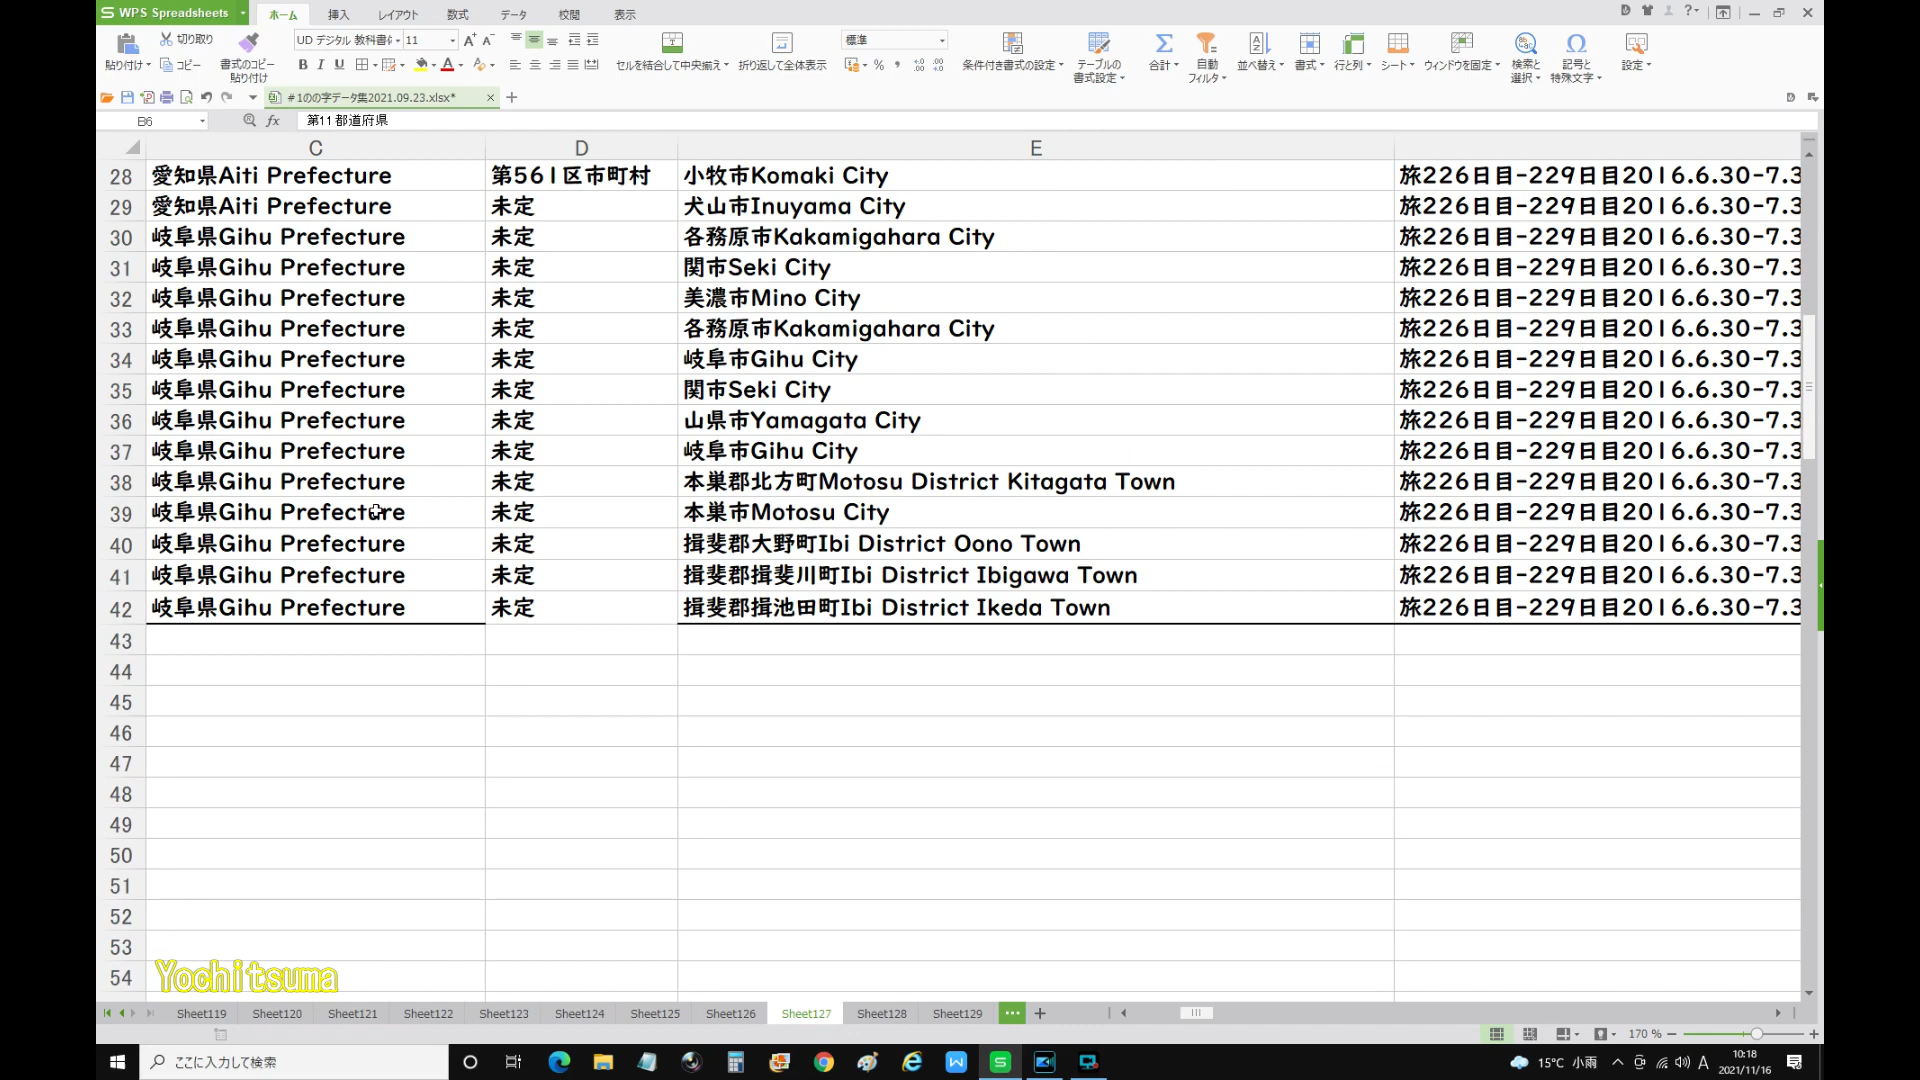 WPS Spreadsheets ホーム 挿入 レイアウト 数式 データ 校閲 表示
切取り UD デジタル 教科書 11 標準
貼り付け コピー 書式のコピー 貼り付け B I U セルを結合して中央揃え 折り返して全体表示 % 条件付き書式の設定 テーブルの 書式設定 合計 自動 フィルタ 並べ替え 書式 行と列 シート ウィンドウを固定 検索と 選択 記号と 特殊文字 設定
#1のの字データ集2021.09.23.xlsx*
B6 fx 第11都道府県
C D E
28 愛知県Aiti Prefecture 第561区市町村 小牧市Komaki City 旅226日目-229日目2016.6.30-7.3
29 愛知県Aiti Prefecture 未定 犬山市Inuyama City 旅226日目-229日目2016.6.30-7.3
30 岐阜県Gihu Prefecture 未定 各務原市Kakamigahara City 旅226日目-229日目2016.6.30-7.3
31 岐阜県Gihu Prefecture 未定 関市Seki City 旅226日目-229日目2016.6.30-7.3
32 岐阜県Gihu Prefecture 未定 美濃市Mino City 旅226日目-229日目2016.6.30-7.3
33 岐阜県Gihu Prefecture 未定 各務原市Kakamigahara City 旅226日目-229日目2016.6.30-7.3
34 岐阜県Gihu Prefecture 未定 岐阜市Gihu City 旅226日目-229日目2016.6.30-7.3
35 岐阜県Gihu Prefecture 未定 関市Seki City 旅226日目-229日目2016.6.30-7.3
36 岐阜県Gihu Prefecture 未定 山県市Yamagata City 旅226日目-229日目2016.6.30-7.3
37 岐阜県Gihu Prefecture 未定 岐阜市Gihu City 旅226日目-229日目2016.6.30-7.3
38 岐阜県Gihu Prefecture 未定 本巣郡北方町Motosu District Kitagata Town 旅226日目-229日目2016.6.30-7.3
39 岐阜県Gihu Prefecture 未定 本巣市Motosu City 旅226日目-229日目2016.6.30-7.3
40 岐阜県Gihu Prefecture 未定 揖斐郡大野町Ibi District Oono Town 旅226日目-229日目2016.6.30-7.3
41 岐阜県Gihu Prefecture 未定 揖斐郡揖斐川町Ibi District Ibigawa Town 旅226日目-229日目2016.6.30-7.3
42 岐阜県Gihu Prefecture 未定 揖斐郡揖池田町Ibi District Ikeda Town 旅226日目-229日目2016.6.30-7.3
43
44
45
46
47
48
49
50
51
52
53
54
Yochitsuma
Sheet119 Sheet120 Sheet121 Sheet122 Sheet123 Sheet124 Sheet125 Sheet126 Sheet127 Sheet128 Sheet129
170 %
ここに入力して検索 15°C 小雨 A 10:18
2021/11/16